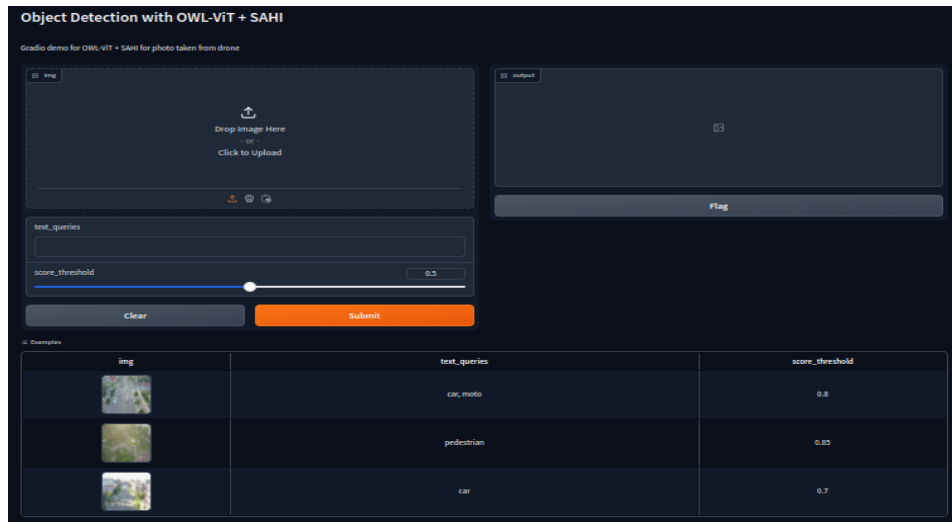 Object Detection with OWL-ViT + SAHI
Gradio demo for OWL-ViT + SAHI for photo taken from drone
img
Drop Image Here
- or -
Click to Upload
text_queries
score_threshold
0.5
Clear
Submit
output
Flag
Examples
img text_queries score_threshold
car, moto 0.8
pedestrian 0.85
car 0.7